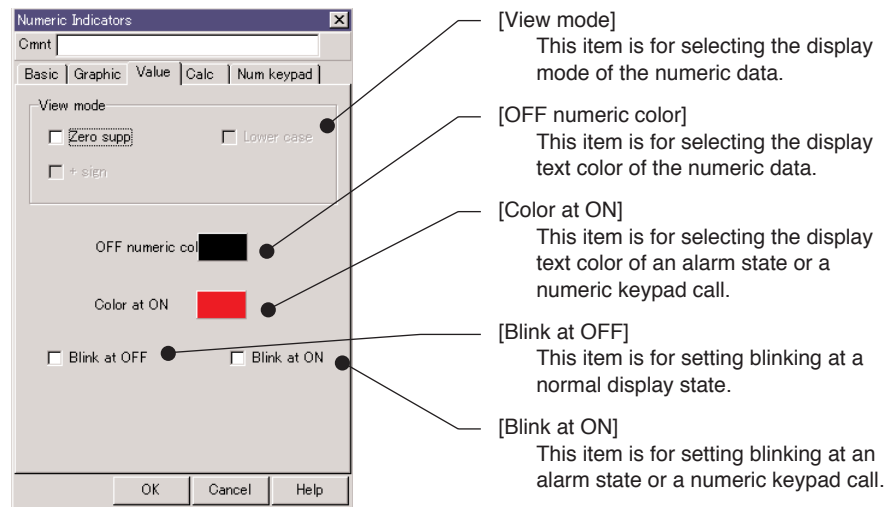 Numeric Indicators
Cmnt
Basic Graphic Value Calc Num keypad
View mode
Zero supp Lower case
+ sign
OFF numeric col
Color at ON
Blink at OFF Blink at ON
OK Cancel Help
[View mode]
This item is for selecting the display
mode of the numeric data.
[OFF numeric color]
This item is for selecting the display
text color of the numeric data.
[Color at ON]
This item is for selecting the display
text color of an alarm state or a
numeric keypad call.
[Blink at OFF]
This item is for setting blinking at a
normal display state.
[Blink at ON]
This item is for setting blinking at an
alarm state or a numeric keypad call.